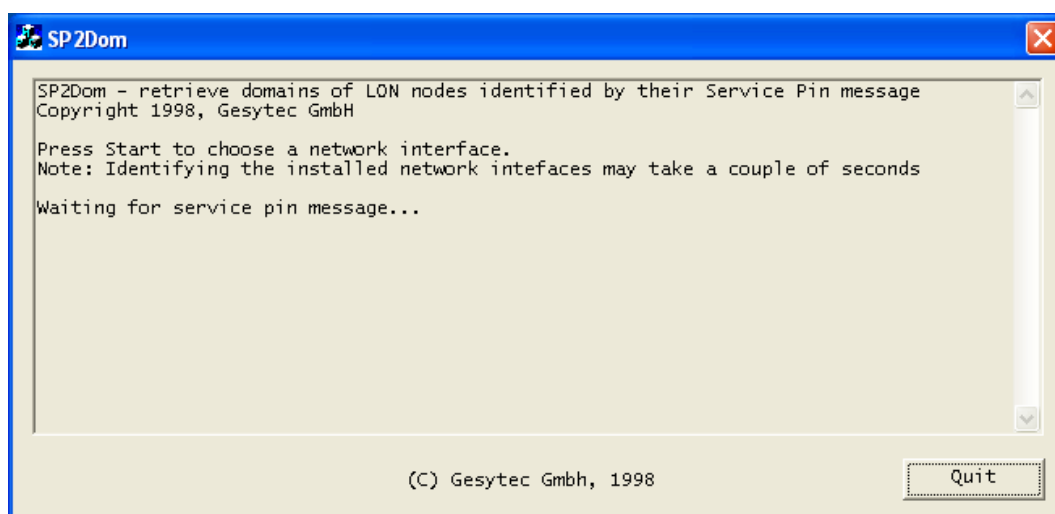 SP2Dom
SP2Dom - retrieve domains of LON nodes identified by their Service Pin message
Copyright 1998, Gesytec GmbH
Press Start to choose a network interface.
Note: Identifying the installed network intefaces may take a couple of seconds
Waiting for service pin message...
(C) Gesytec Gmbh, 1998
Quit